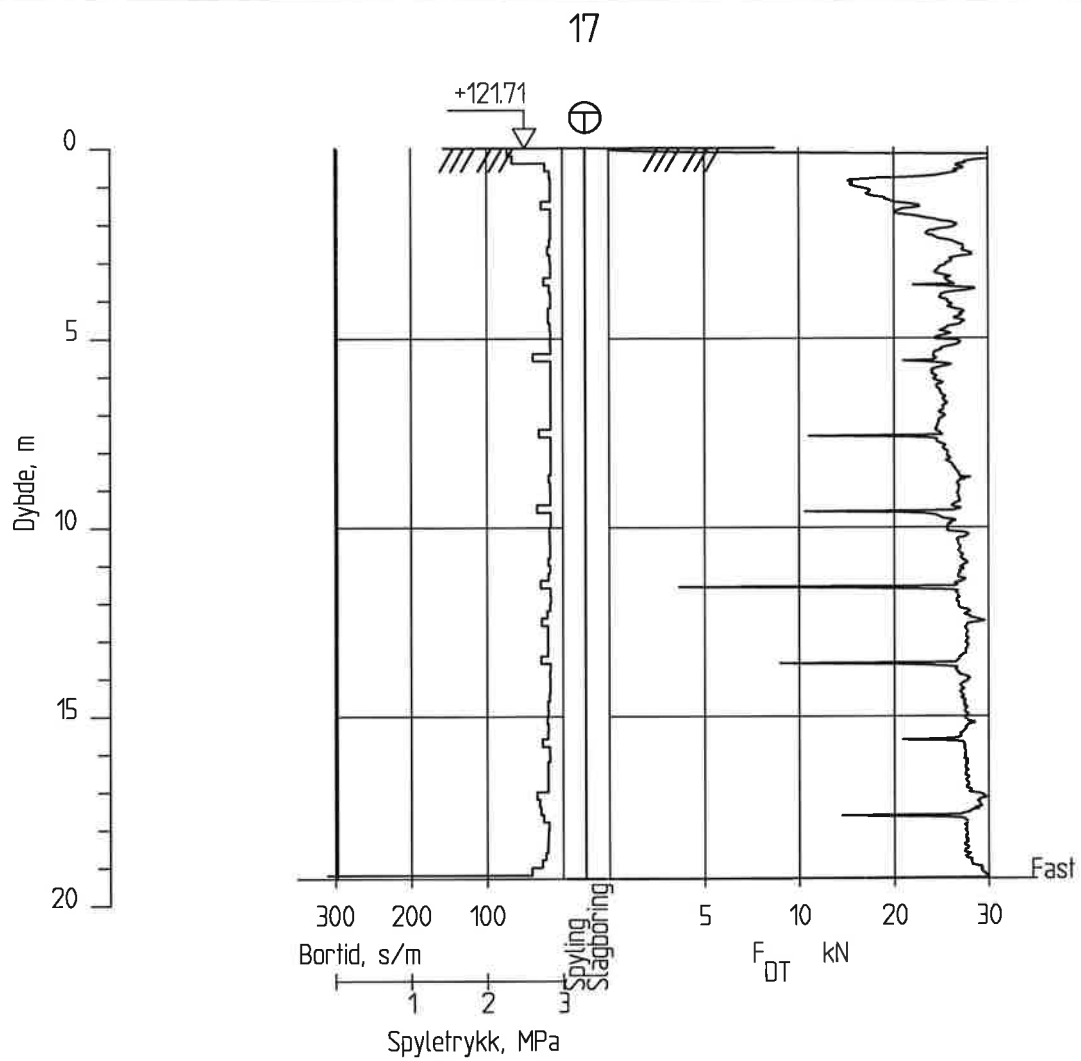 17
+121.71
0
5
10
15
20
Dybde, m
Fast
300 200 100
Bortid, s/m
Spyling
Slagboring
5 10 20 30
F_DT kN
1 2 3
Spyletrykk, MPa